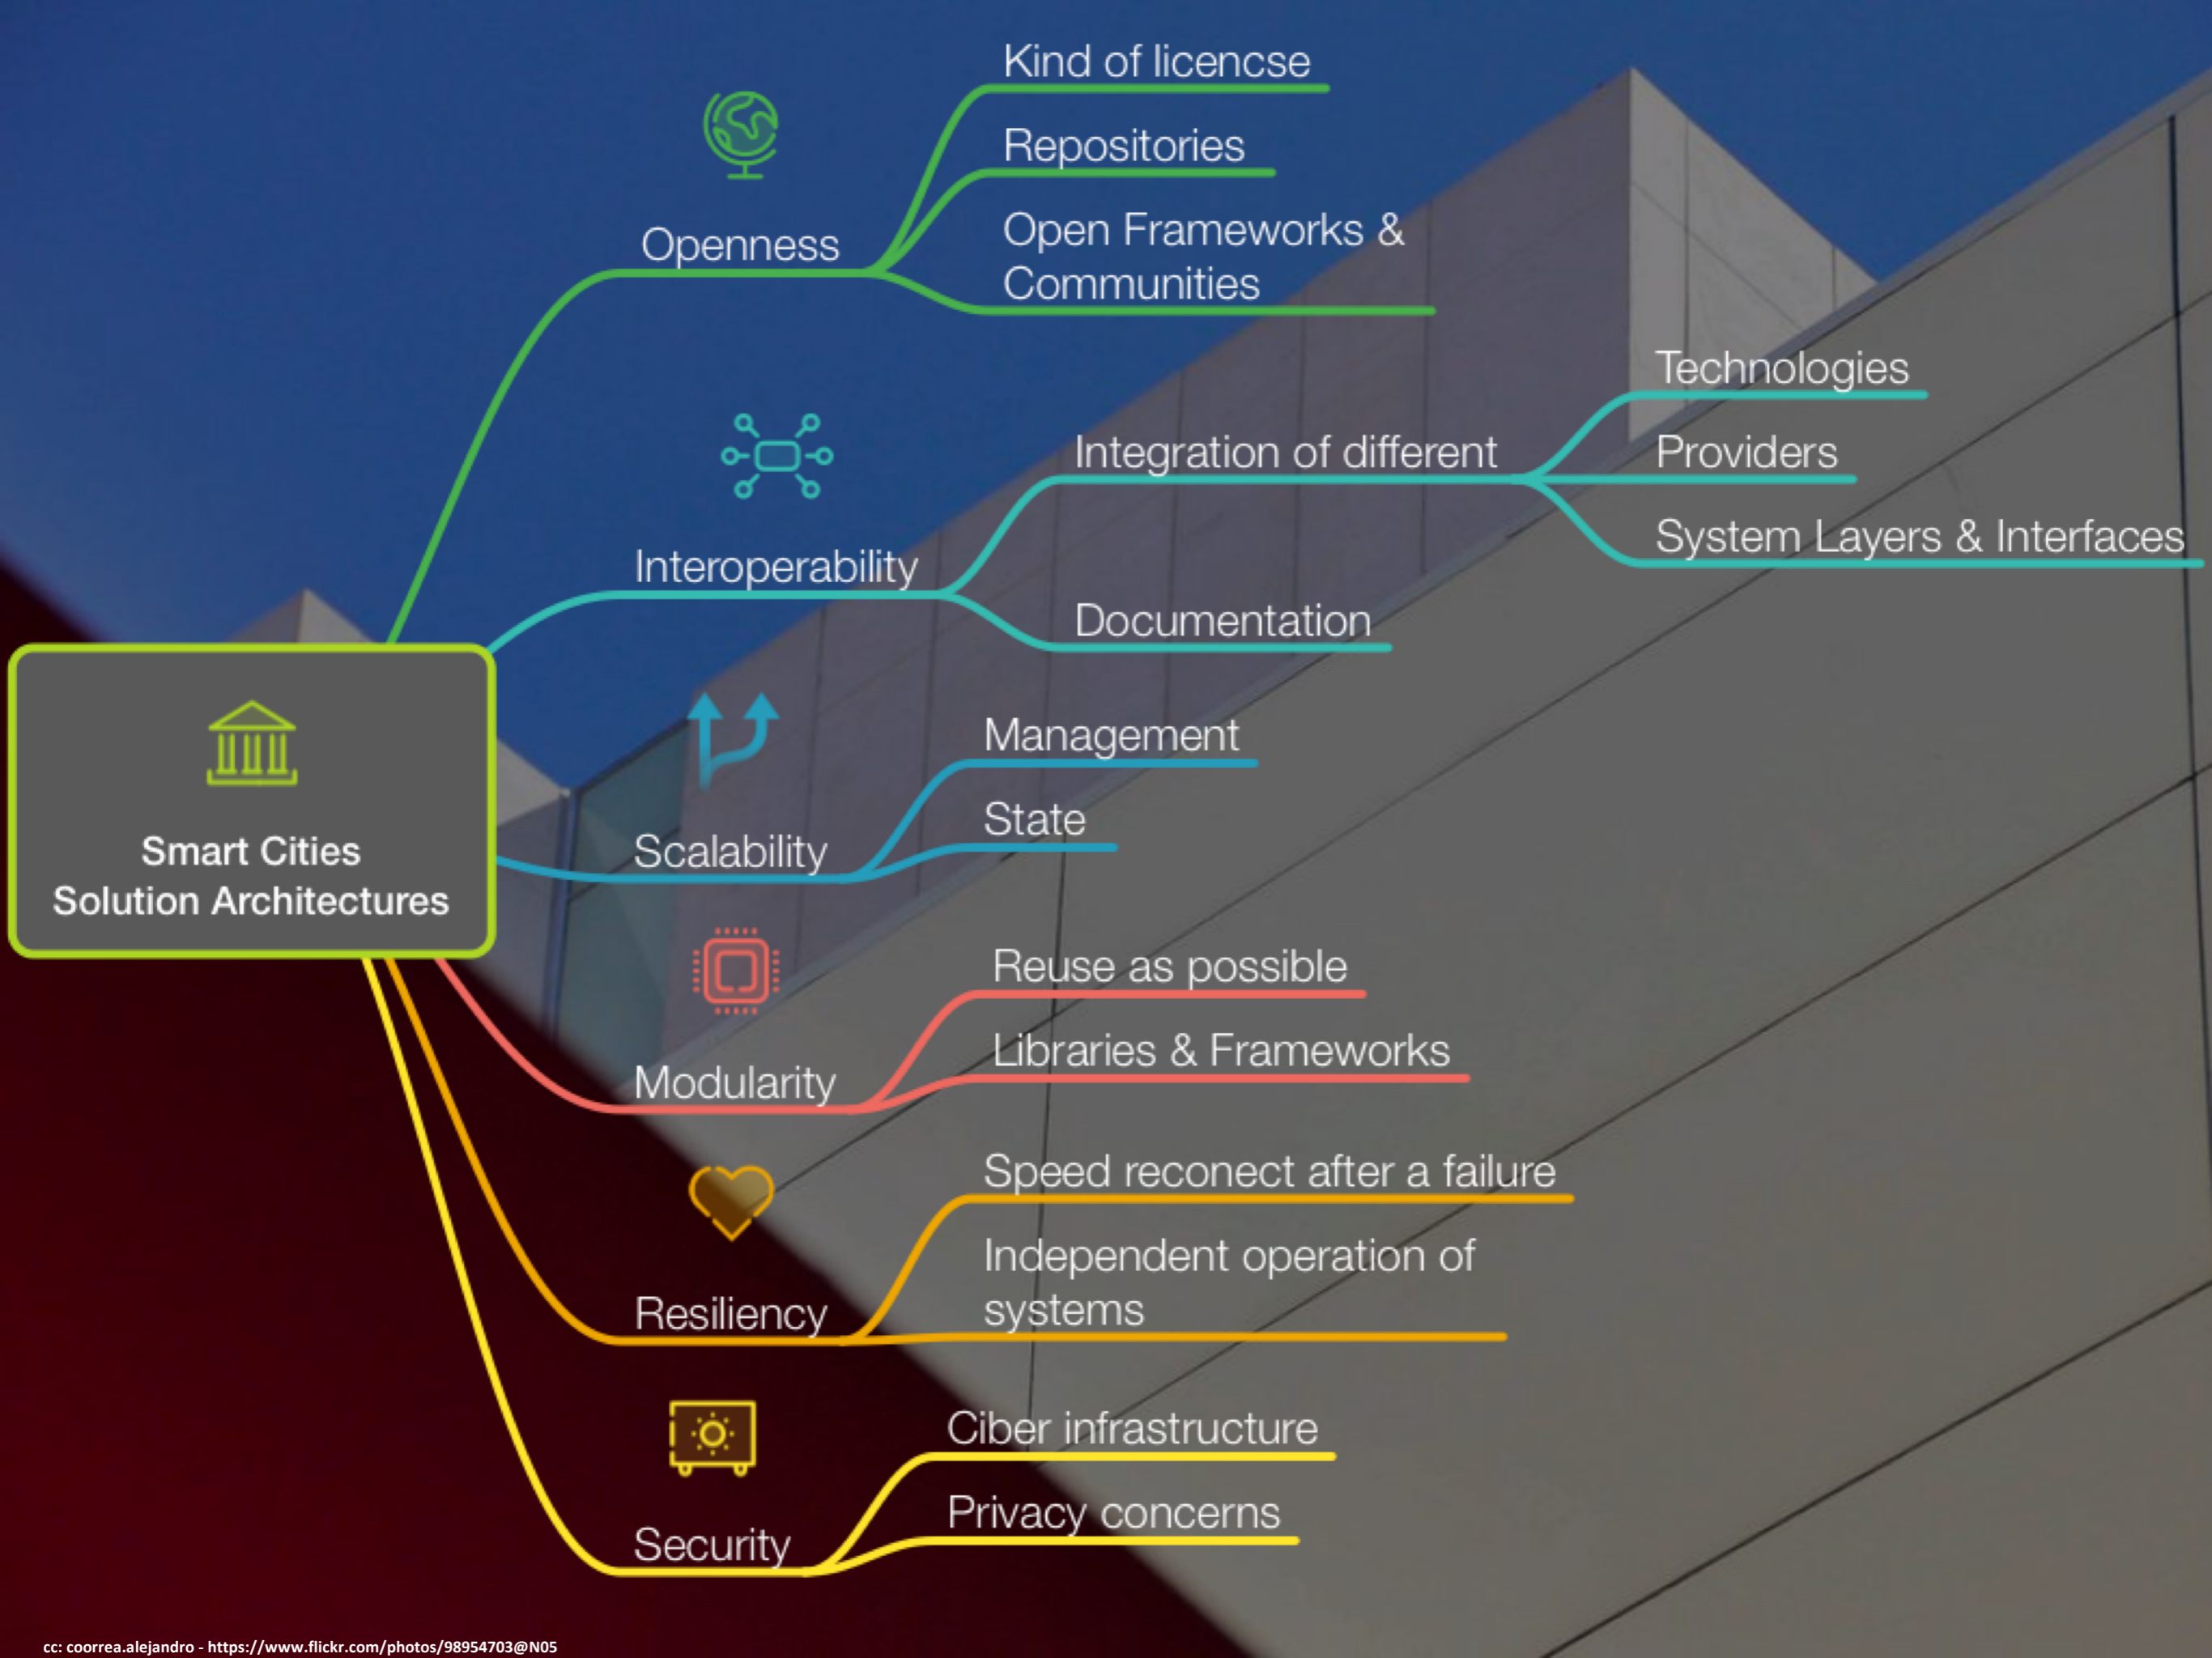 Kind of licencse
Repositories
Openness
Open Frameworks &
Communities
Technologies
Integration of different
Providers
System Layers & Interfaces
Interoperability
Documentation
Management
State
Scalability
Smart Cities
Solution Architectures
Reuse as possible
Libraries & Frameworks
Modularity
Speed reconect after a failure
Independent operation of
systems
Resiliency
Ciber infrastructure
Privacy concerns
Security
cc: coorrea.alejandro - https://www.flickr.com/photos/98954703@N05